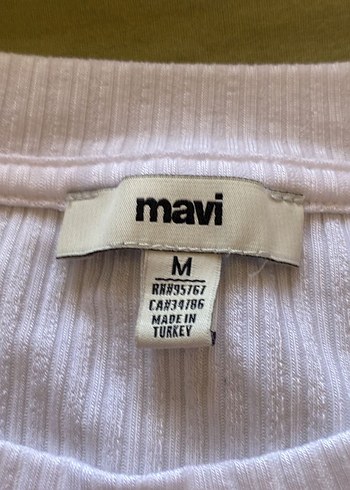 mavi
M
RN#95767
CA#34786
MADE IN
TURKEY